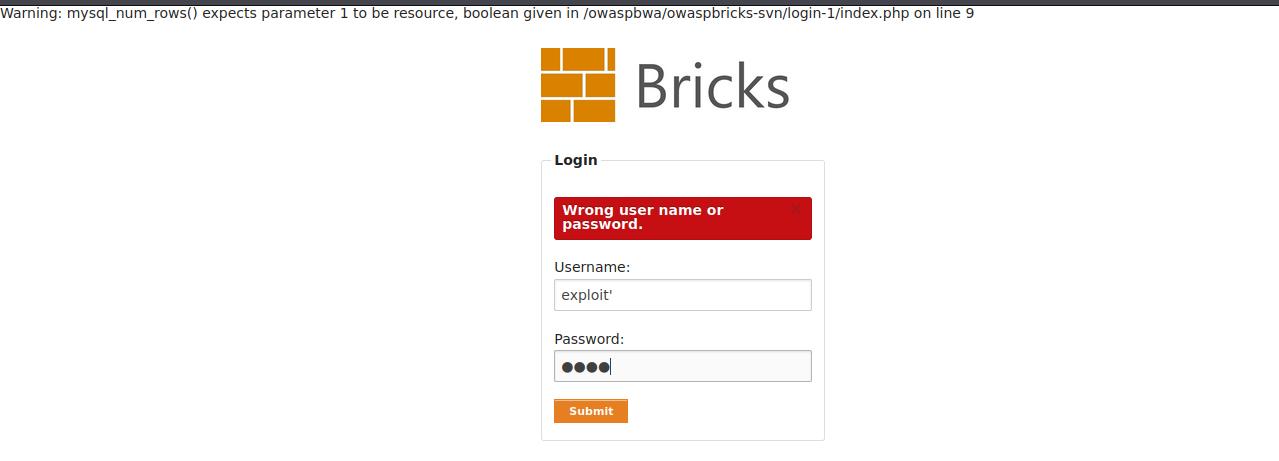 Warning: mysql_num_rows() expects parameter 1 to be resource, boolean given in /owaspbwa/owaspbricks-svn/login-1/index.php on line 9
Bricks
Login
Wrong user name or
password.
×
Username:
exploit'
Password:
●●●●
Submit